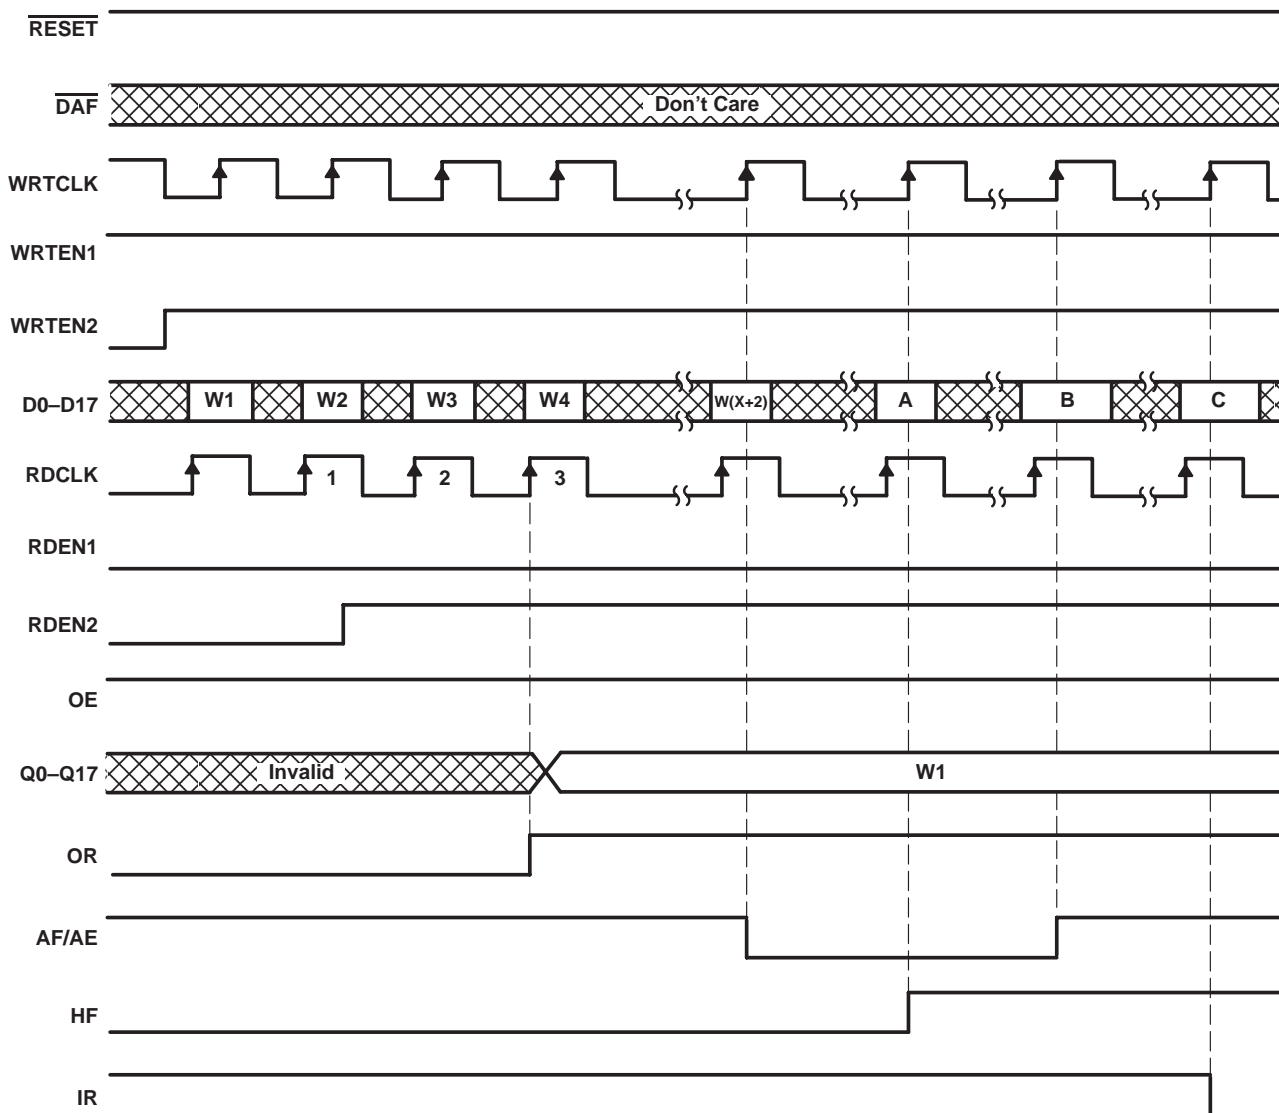 RESET
DAF
Don't Care
WRTCLK
WRTEN1
WRTEN2
D0–D17 W1 W2 W3 W4 W(X+2) A B C
RDCLK 1 2 3
RDEN1
RDEN2
OE
Q0–Q17 Invalid W1
OR
AF/AE
HF
IR